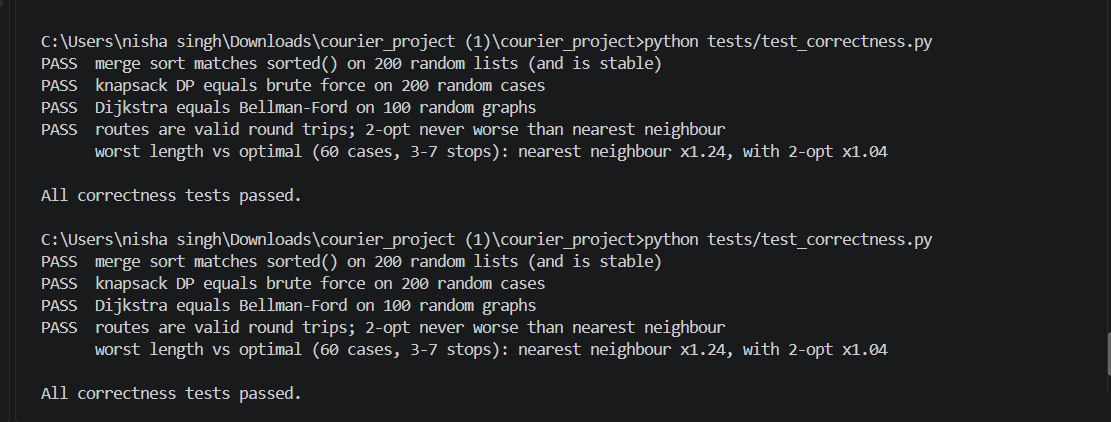 C:\Users\nisha singh\Downloads\courier_project (1)\courier_project>python tests/test_correctness.py
PASS  merge sort matches sorted() on 200 random lists (and is stable)
PASS  knapsack DP equals brute force on 200 random cases
PASS  Dijkstra equals Bellman-Ford on 100 random graphs
PASS  routes are valid round trips; 2-opt never worse than nearest neighbour
      worst length vs optimal (60 cases, 3-7 stops): nearest neighbour x1.24, with 2-opt x1.04
All correctness tests passed.
C:\Users\nisha singh\Downloads\courier_project (1)\courier_project>python tests/test_correctness.py
PASS  merge sort matches sorted() on 200 random lists (and is stable)
PASS  knapsack DP equals brute force on 200 random cases
PASS  Dijkstra equals Bellman-Ford on 100 random graphs
PASS  routes are valid round trips; 2-opt never worse than nearest neighbour
      worst length vs optimal (60 cases, 3-7 stops): nearest neighbour x1.24, with 2-opt x1.04
All correctness tests passed.